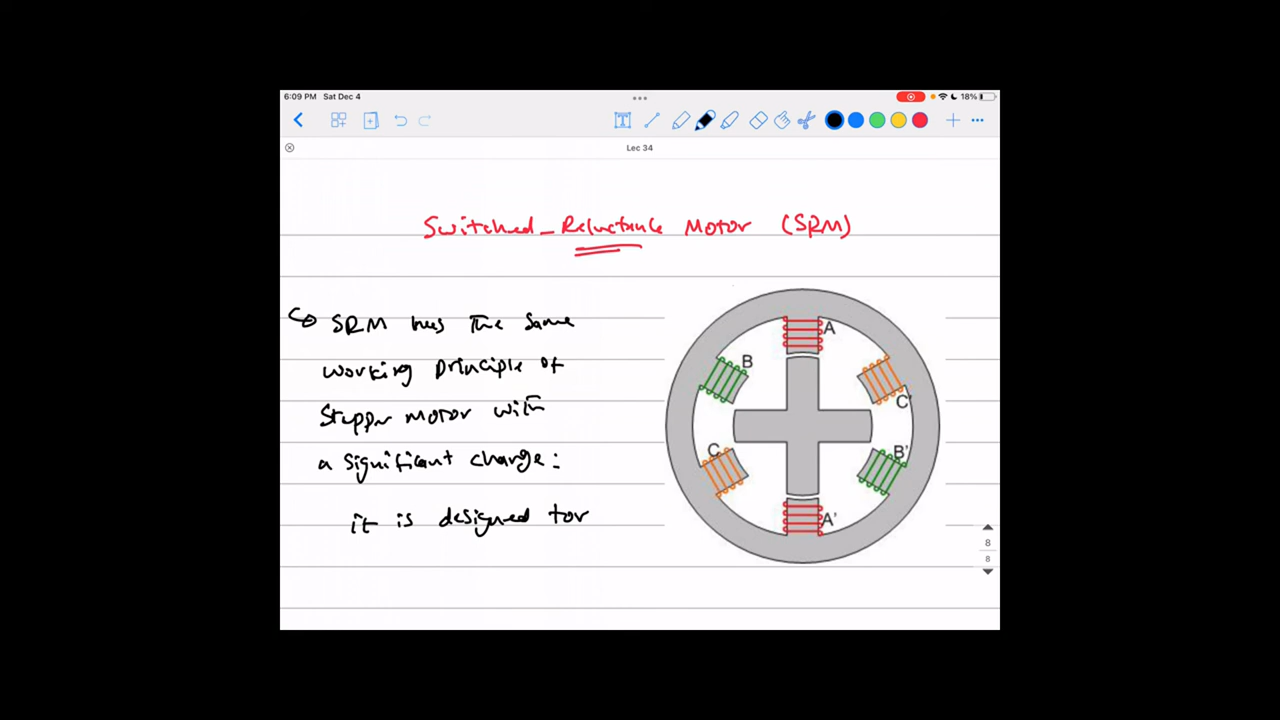 6:09 PM Sat Dec 4
18%
Lec 34
Switched_Reluctance Motor (SRM)
SRM has the same
working principle of
Stepper motor with
a significant change:
it is designed for
A
B
C'
C
B'
A'
8
8